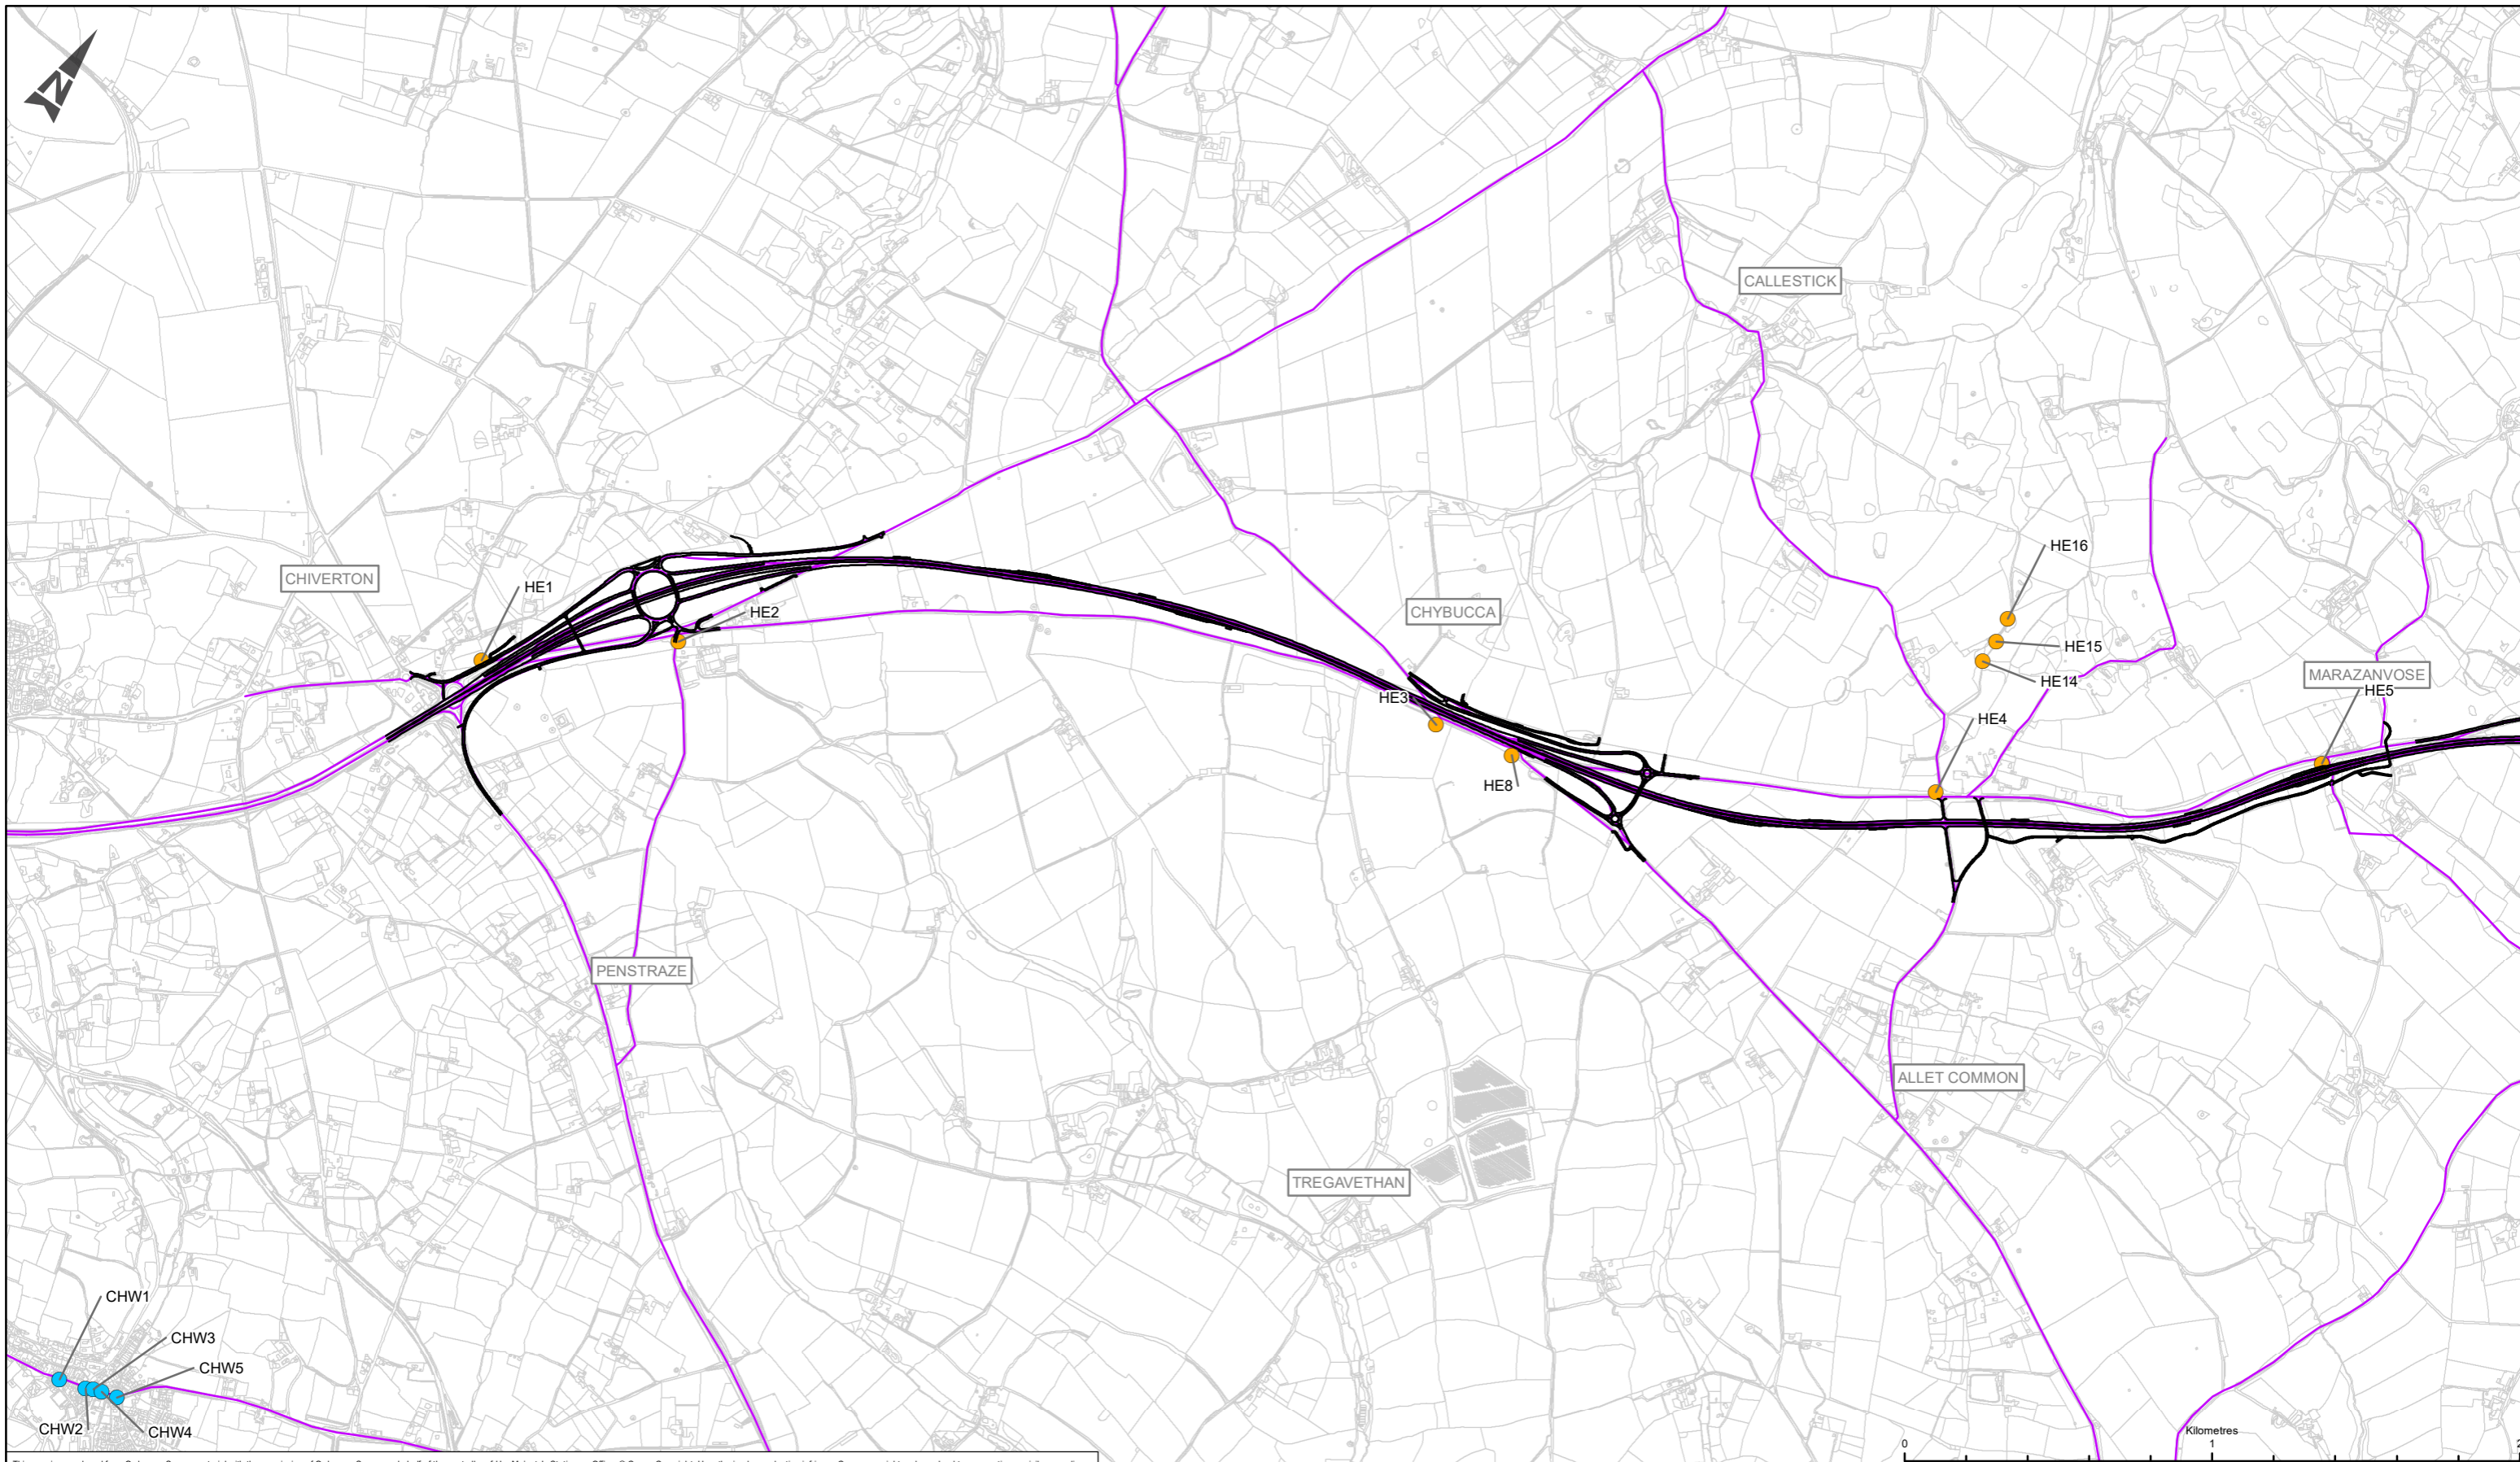 N
CALLESTICK
HE16
CHIVERTON
HE1
HE2
CHYBUCCA
HE15
HE14
MARAZANVOSE
HE5
HE3
HE4
HE8
PENSTRAZE
ALLET COMMON
TREGAVETHAN
CHW1
CHW3
CHW5
CHW2
CHW4
Kilometres
0 1 2